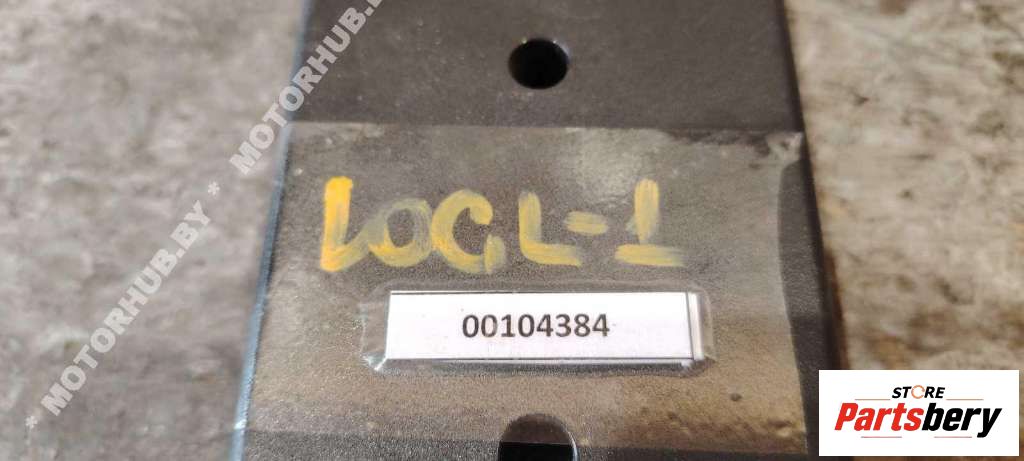 * MOTORHUB.BY * MOTORHUB.BY
LOGL-1
00104384
STORE
Partsbery